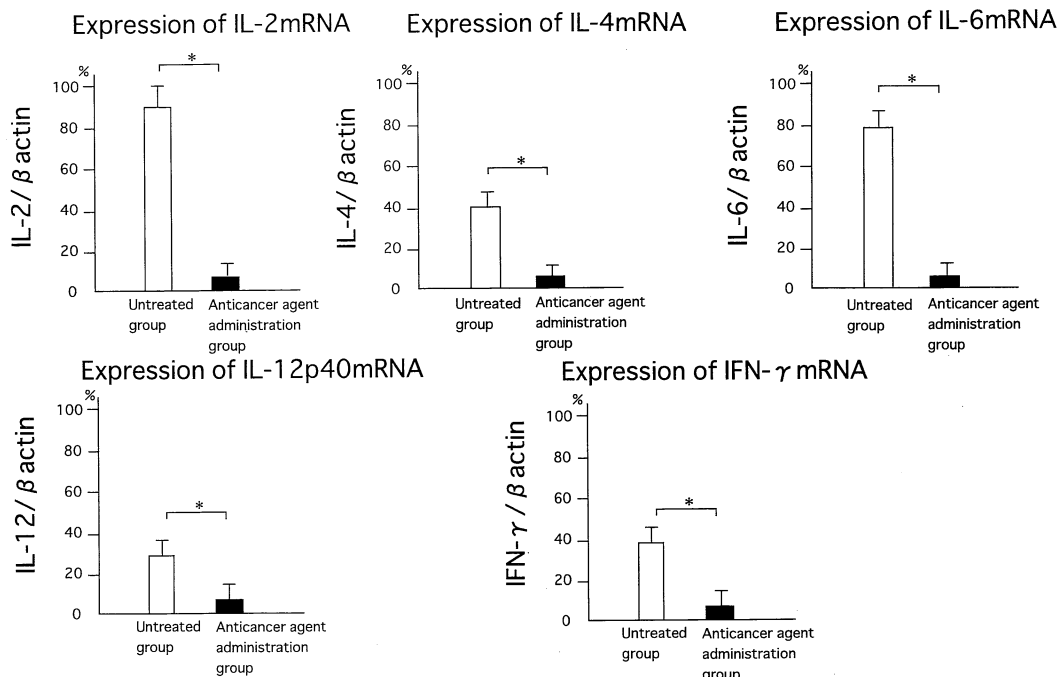 Expression of IL-2mRNA
%
*
100
80
60
40
20
0
IL-2/β actin
Untreated group
Anticancer agent administration group
Expression of IL-4mRNA
%
*
100
80
60
40
20
0
IL-4/β actin
Untreated group
Anticancer agent administration group
Expression of IL-6mRNA
%
*
100
80
60
40
20
0
IL-6/β actin
Untreated group
Anticancer agent administration group
Expression of IL-12p40mRNA
%
*
100
80
60
40
20
0
IL-12/β actin
Untreated group
Anticancer agent administration group
Expression of IFN-γ mRNA
%
*
100
80
60
40
20
0
IFN-γ/β actin
Untreated group
Anticancer agent administration group